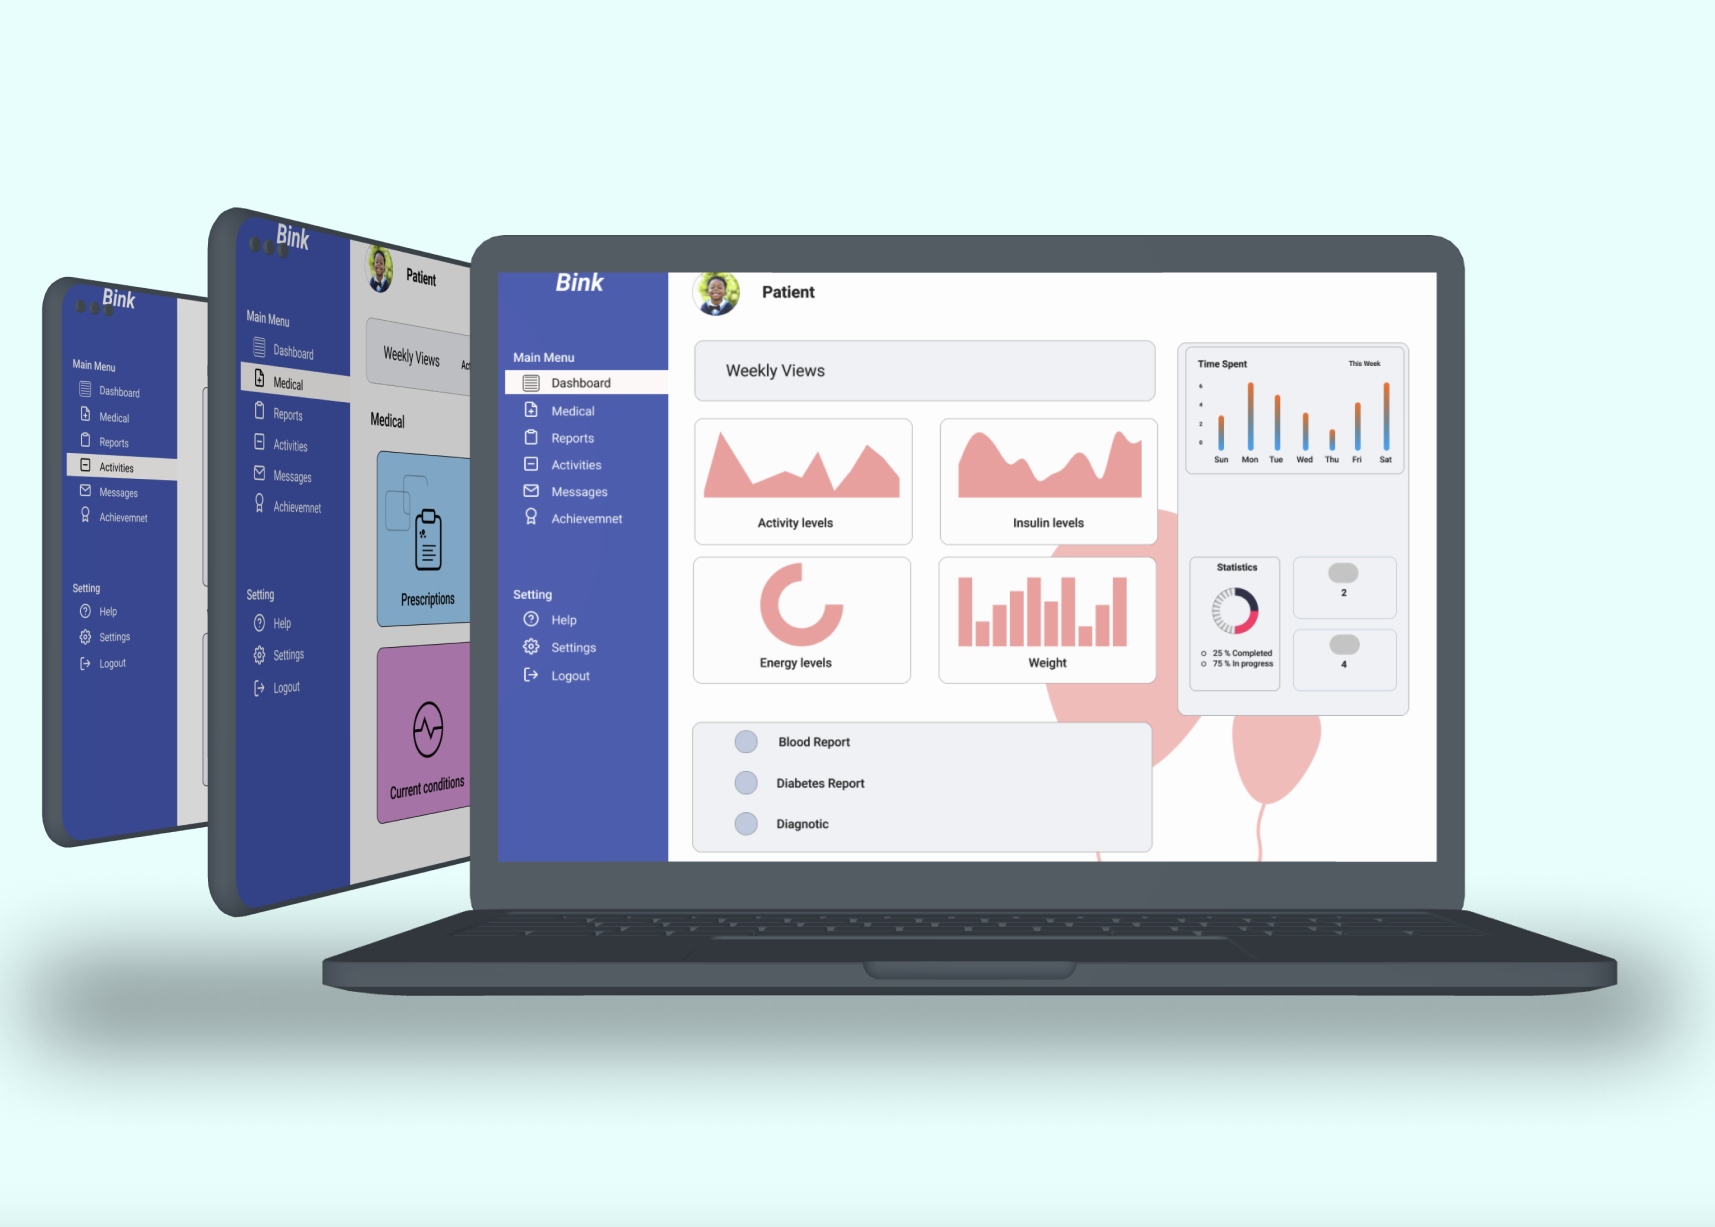 Bink
Main Menu
Dashboard
Medical
Reports
Activities
Messages
Achievemnet
Setting
Help
Settings
Logout
Bink
Patient
Main Menu
Dashboard
Medical
Reports
Activities
Messages
Achievemnet
Setting
Help
Settings
Logout
Weekly Views
Ac
Medical
Prescriptions
Current conditions
Bink
Patient
Main Menu
Dashboard
Medical
Reports
Activities
Messages
Achievemnet
Setting
Help
Settings
Logout
Weekly Views
Activity levels
Insulin levels
Energy levels
Weight
Blood Report
Diabetes Report
Diagnotic
Time Spent
This Week
6
4
2
0
Sun Mon Tue Wed Thu Fri Sat
Statistics
25 % Completed
75 % In progress
2
4